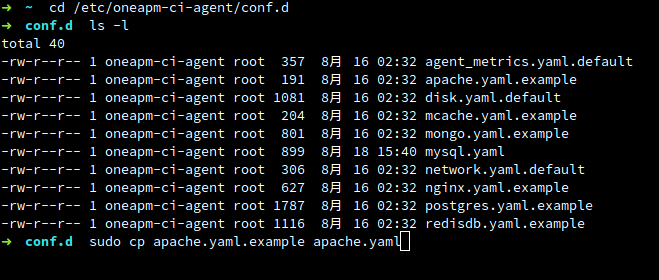 ➜  ~  cd /etc/oneapm-ci-agent/conf.d
➜  conf.d  ls -l
total 40
-rw-r--r-- 1 oneapm-ci-agent root  357  8月 16 02:32 agent_metrics.yaml.default
-rw-r--r-- 1 oneapm-ci-agent root  191  8月 16 02:32 apache.yaml.example
-rw-r--r-- 1 oneapm-ci-agent root 1081  8月 16 02:32 disk.yaml.default
-rw-r--r-- 1 oneapm-ci-agent root  204  8月 16 02:32 mcache.yaml.example
-rw-r--r-- 1 oneapm-ci-agent root  801  8月 16 02:32 mongo.yaml.example
-rw-r--r-- 1 oneapm-ci-agent root  899  8月 18 15:40 mysql.yaml
-rw-r--r-- 1 oneapm-ci-agent root  306  8月 16 02:32 network.yaml.default
-rw-r--r-- 1 oneapm-ci-agent root  627  8月 16 02:32 nginx.yaml.example
-rw-r--r-- 1 oneapm-ci-agent root 1787  8月 16 02:32 postgres.yaml.example
-rw-r--r-- 1 oneapm-ci-agent root 1116  8月 16 02:32 redisdb.yaml.example
➜  conf.d  sudo cp apache.yaml.example apache.yaml